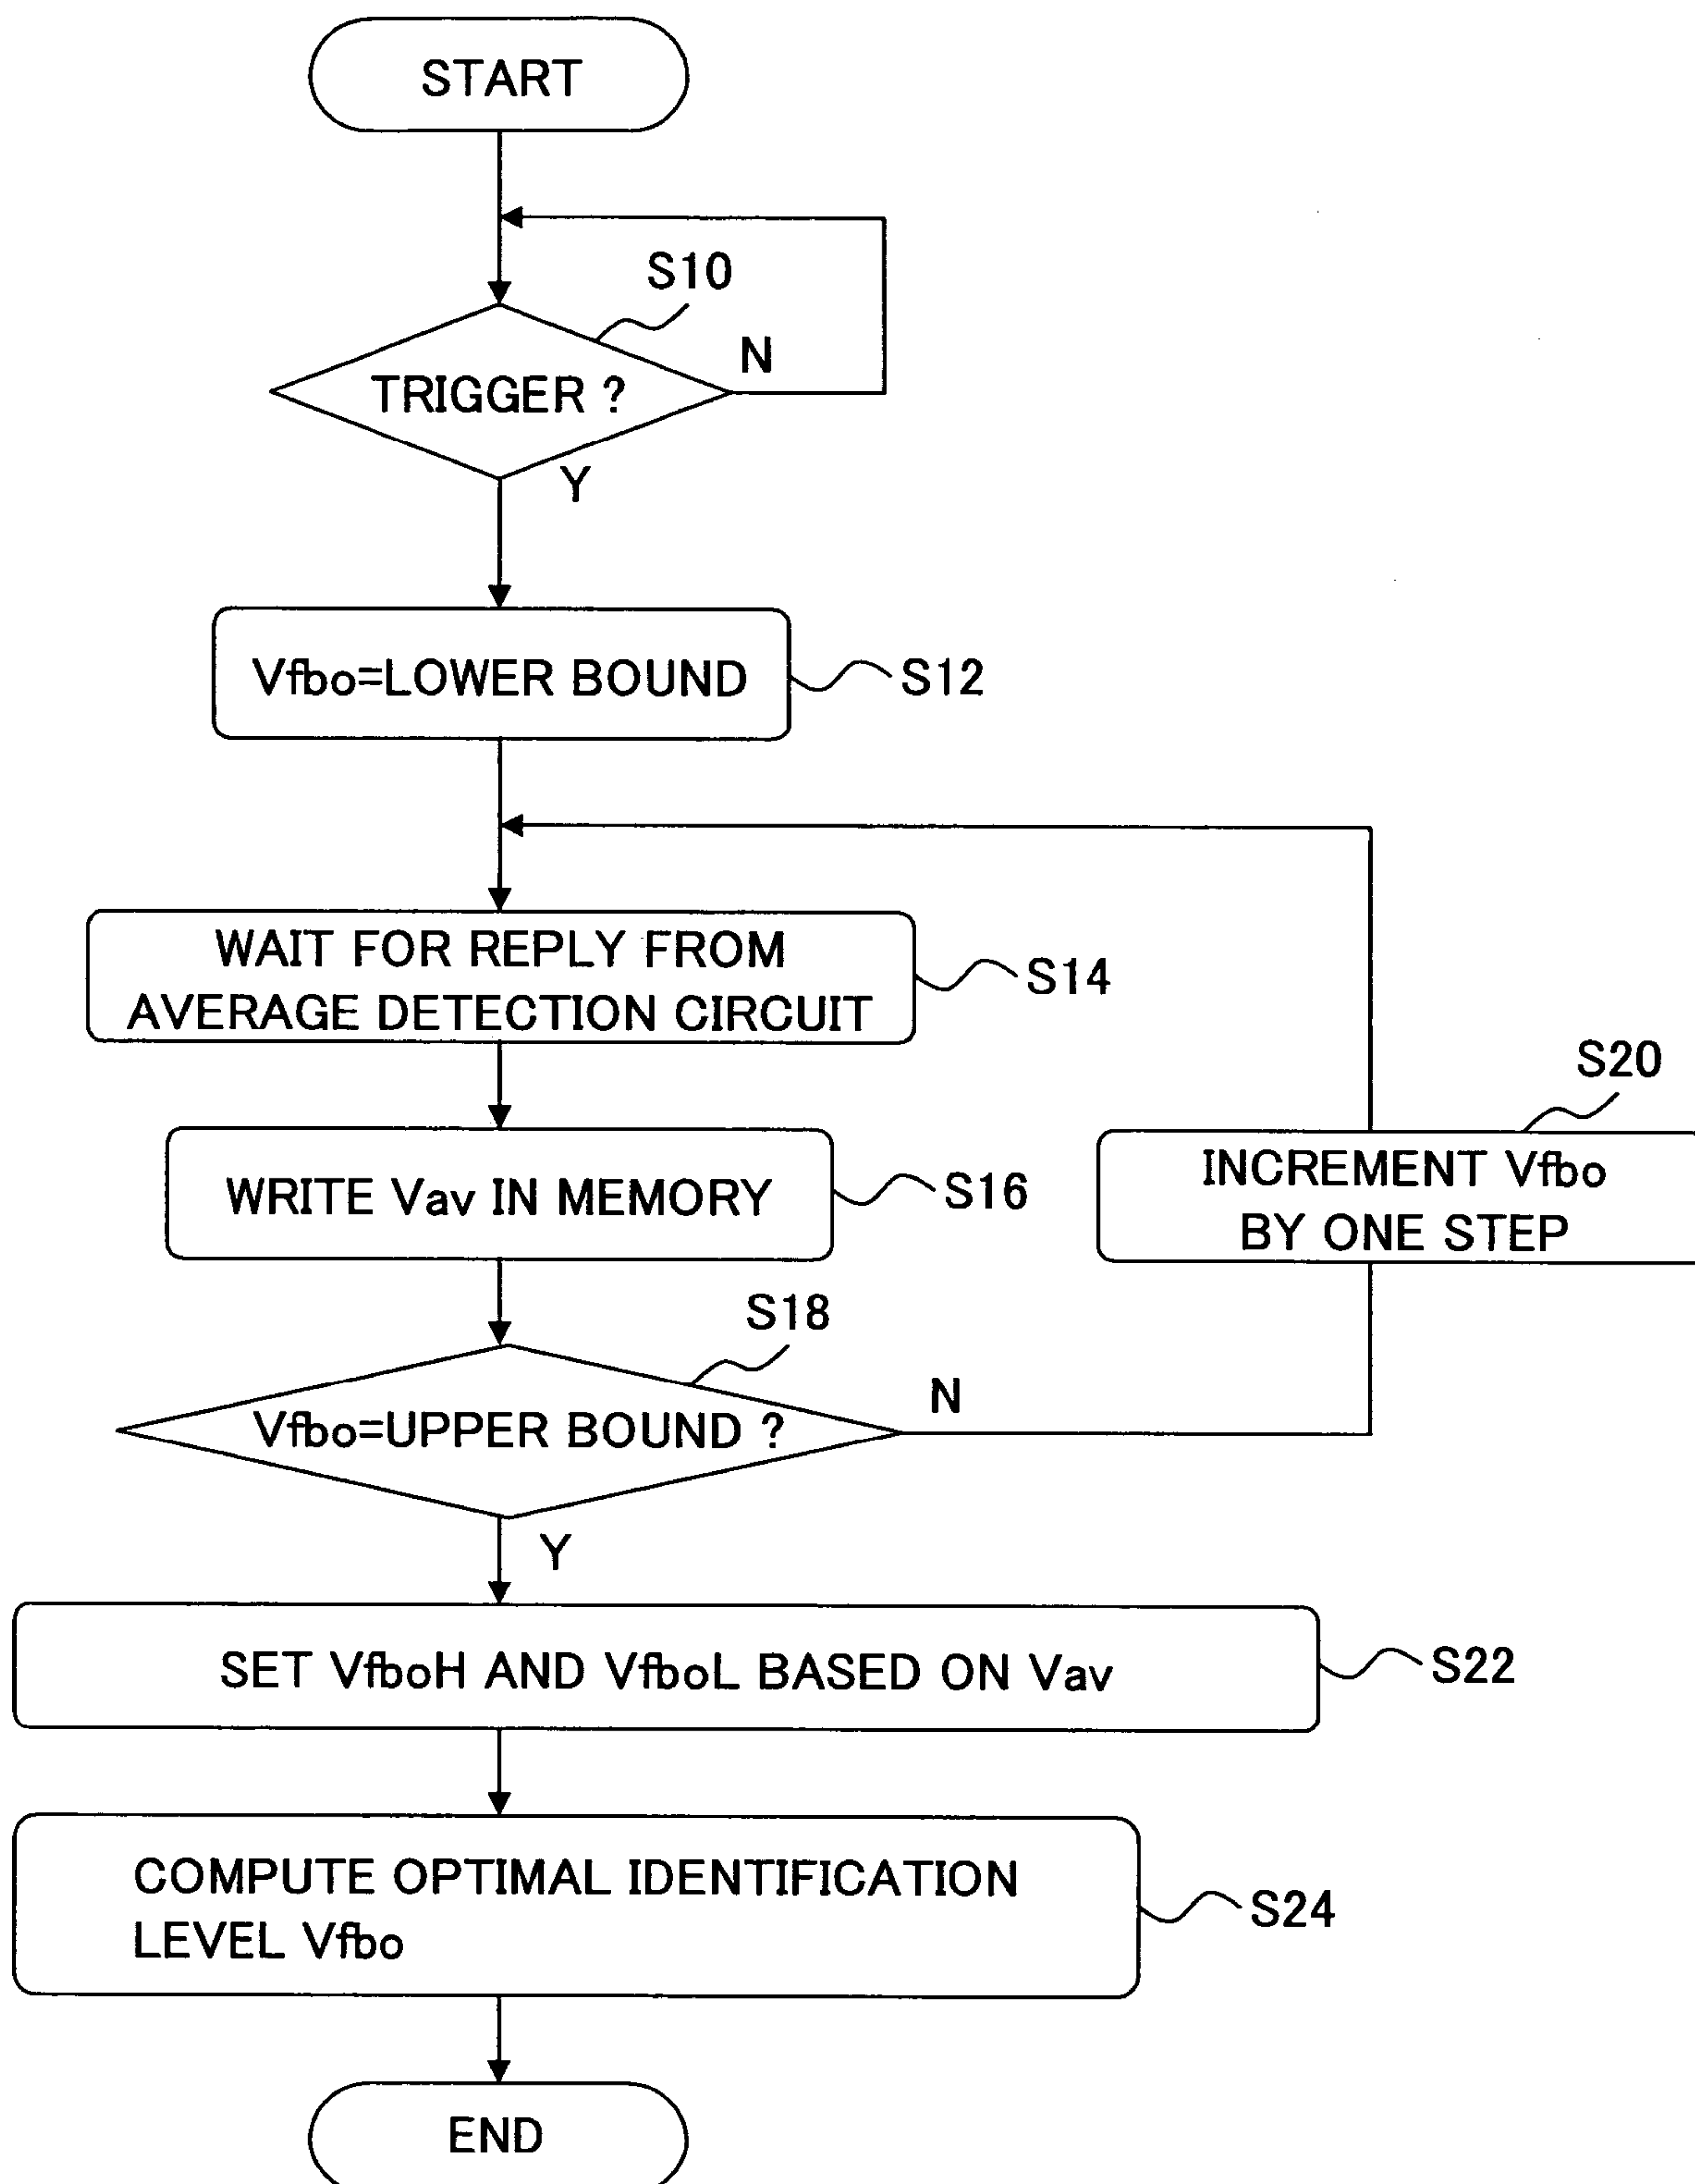 START
S10
N
TRIGGER ?
Y
Vfbo=LOWER BOUND
S12
WAIT FOR REPLY FROM
AVERAGE DETECTION CIRCUIT
S14
S20
INCREMENT Vfbo
BY ONE STEP
WRITE Vav IN MEMORY
S16
S18
N
Vfbo=UPPER BOUND ?
Y
SET VfboH AND VfboL BASED ON Vav
S22
COMPUTE OPTIMAL IDENTIFICATION
LEVEL Vfbo
S24
END